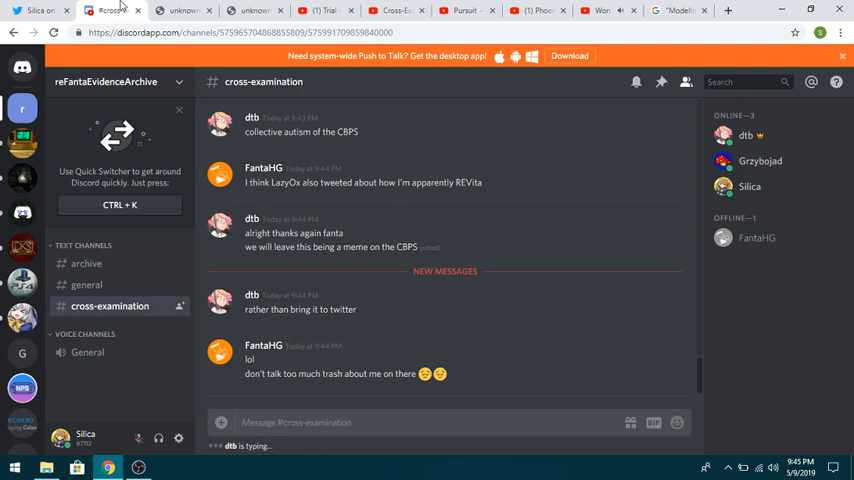 Silica on
#cross-
unknown
unknown
(1) Trial -
Cross-Ex
Pursuit –
(1) Phoe
Won
"Modello
https://discordapp.com/channels/575965704868855809/575991709859840000
S
Need system-wide Push to Talk? Get the desktop app!
Download
reFantaEvidenceArchive
# cross-examination
Search
Use Quick Switcher to get around
Discord quickly. Just press:
CTRL + K
TEXT CHANNELS
# archive
# general
# cross-examination
VOICE CHANNELS
General
r
G
NPS
ecoxao
Silica
#7112
dtb Today at 9:43 PM
collective autism of the CBPS
FantaHG Today at 9:44 PM
I think LazyOx also tweeted about how I'm apparently REVita
dtb Today at 9:44 PM
alright thanks again fanta
we will leave this being a meme on the CBPS (edited)
NEW MESSAGES
dtb Today at 9:44 PM
rather than bring it to twitter
FantaHG Today at 9:44 PM
lol
don't talk too much trash about me on there 😌😌
Message #cross-examination
GIF
dtb is typing...
ONLINE—3
dtb
Grzybojad
Silica
OFFLINE—1
FantaHG
9:45 PM
5/9/2019